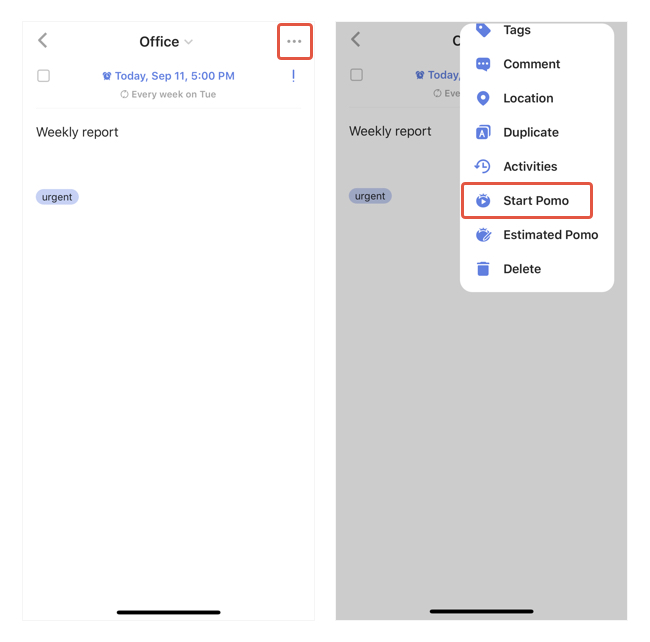 Office
Today, Sep 11, 5:00 PM
!
Every week on Tue
Weekly report
urgent
Today,
Eve
Weekly report
urgent
Tags
Comment
Location
Duplicate
Activities
Start Pomo
Estimated Pomo
Delete